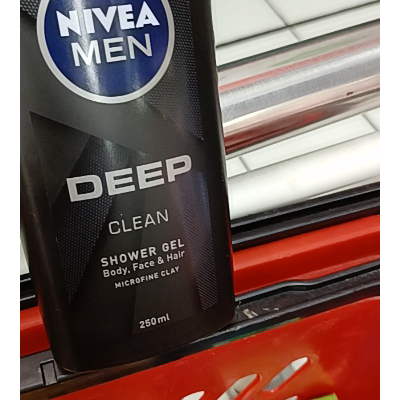 NIVEA
MEN
DEEP
CLEAN
SHOWER GEL
Body, Face & Hair
MICROFINE CLAY
250ml